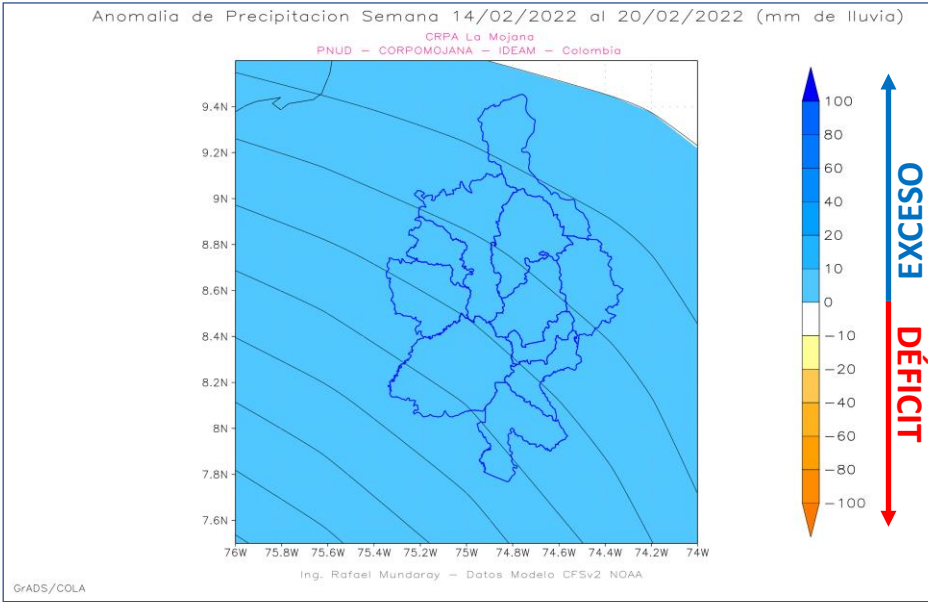 Anomalia de Precipitacion Semana 14/02/2022 al 20/02/2022 (mm de lluvia)
CRPA La Mojana
PNUD – CORPOMOJANA – IDEAM – Colombia
9.4N
9.2N
9N
8.8N
8.6N
8.4N
8.2N
8N
7.8N
7.6N
76W 75.8W 75.6W 75.4W 75.2W 75W 74.8W 74.6W 74.4W 74.2W 74W
100
80
60
40
20
10
0
−10
−20
−40
−60
−80
−100
EXCESO
DÉFICIT
Ing. Rafael Mundaray – Datos Modelo CFSv2 NOAA
GrADS/COLA